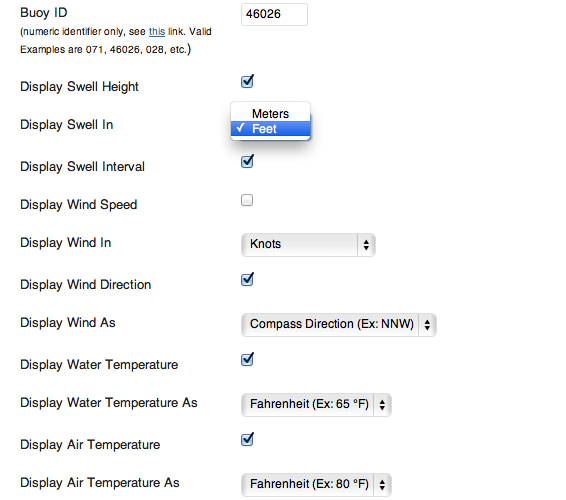 Buoy ID
46026
(numeric identifier only, see this link. Valid
Examples are 071, 46026, 028, etc.)
Display Swell Height
Meters
Display Swell In
Feet
Display Swell Interval
Display Wind Speed
Display Wind In
Knots
Display Wind Direction
Display Wind As
Compass Direction (Ex: NNW)
Display Water Temperature
Display Water Temperature As
Fahrenheit (Ex: 65 °F)
Display Air Temperature
Display Air Temperature As
Fahrenheit (Ex: 80 °F)